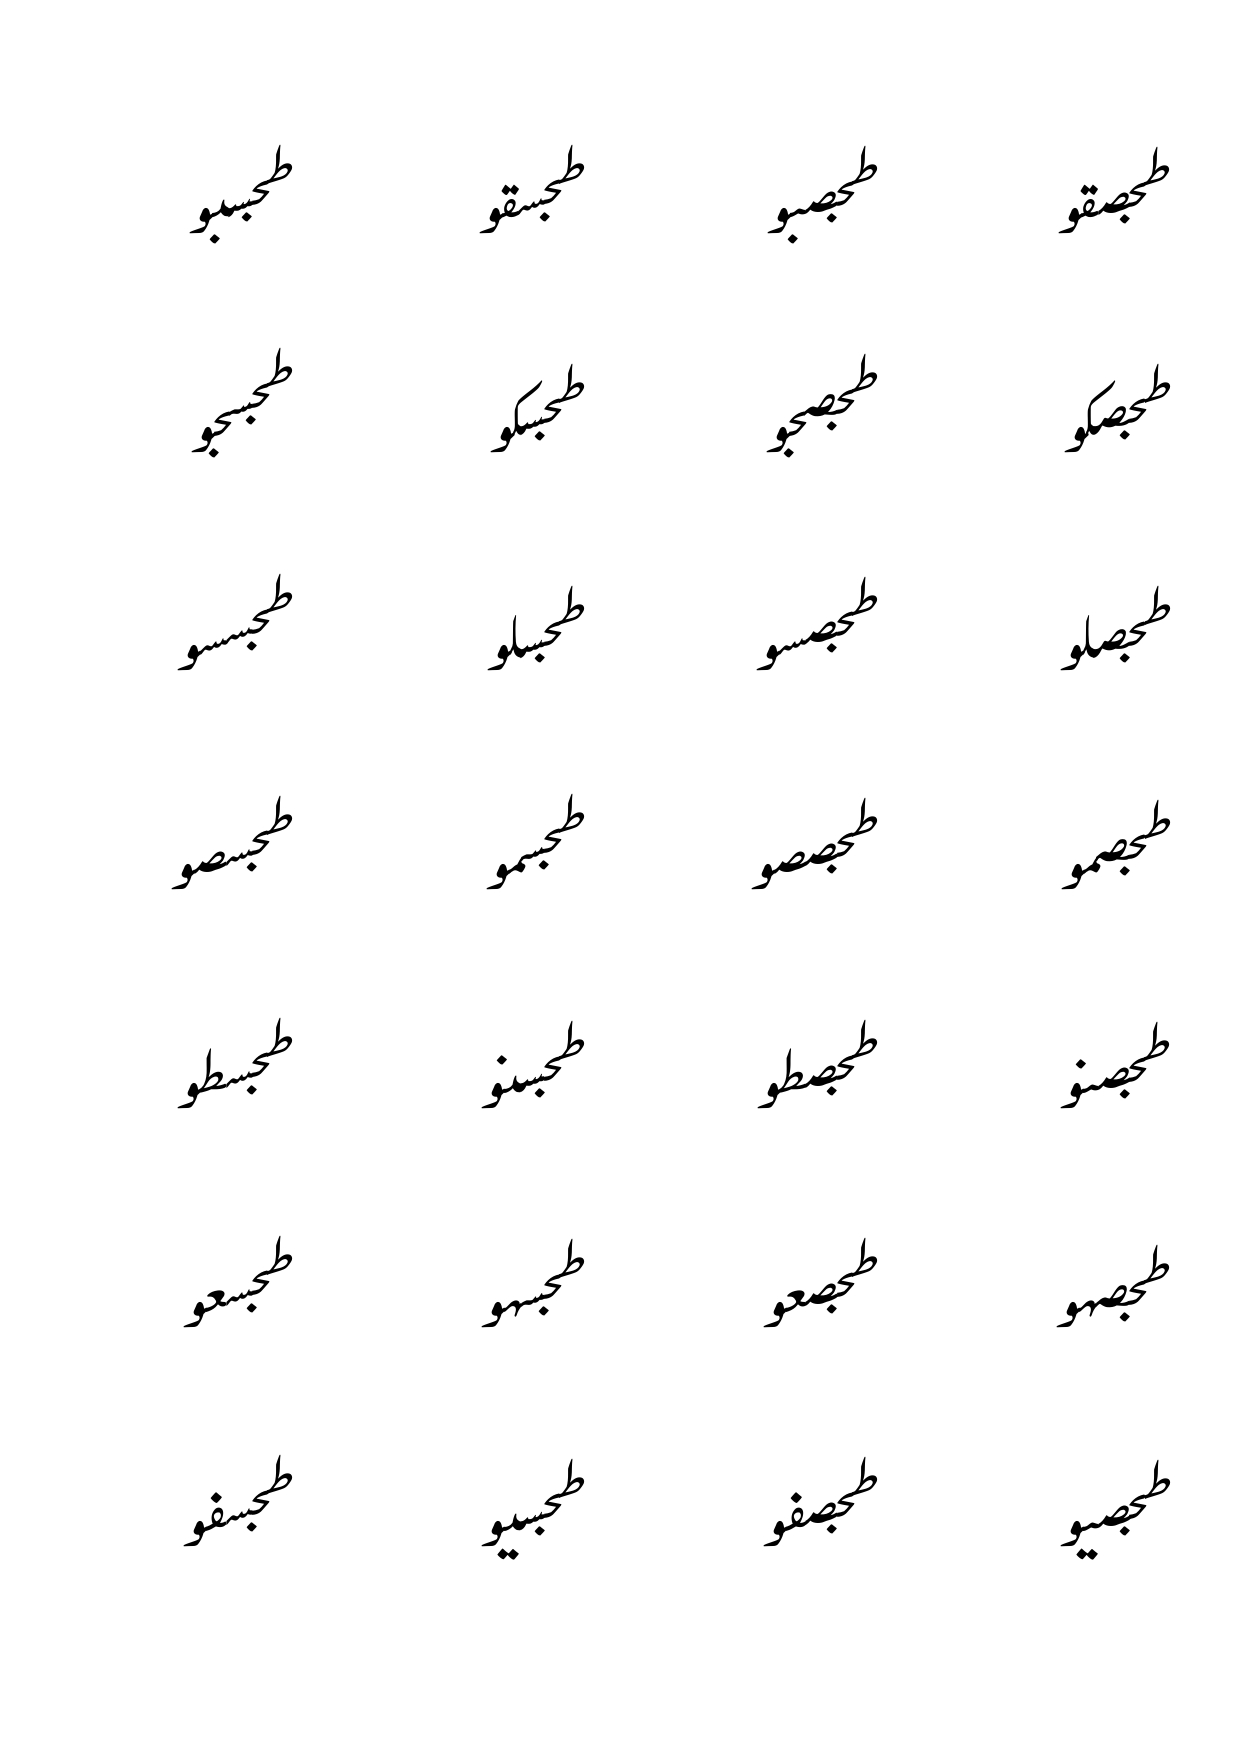 طجصقو طجصبو طجسقو طجسبو
طجصكو طجصجو طجسكو طجسجو
طجصلو طجصسو طجسلو طجسسو
طجصمو طجصصو طجسمو طجسصو
طجصنو طجصطو طجسنو طجسطو
طجصهو طجصعو طجسهو طجسعو
طجصيو طجصفو طجسيو طجسفو